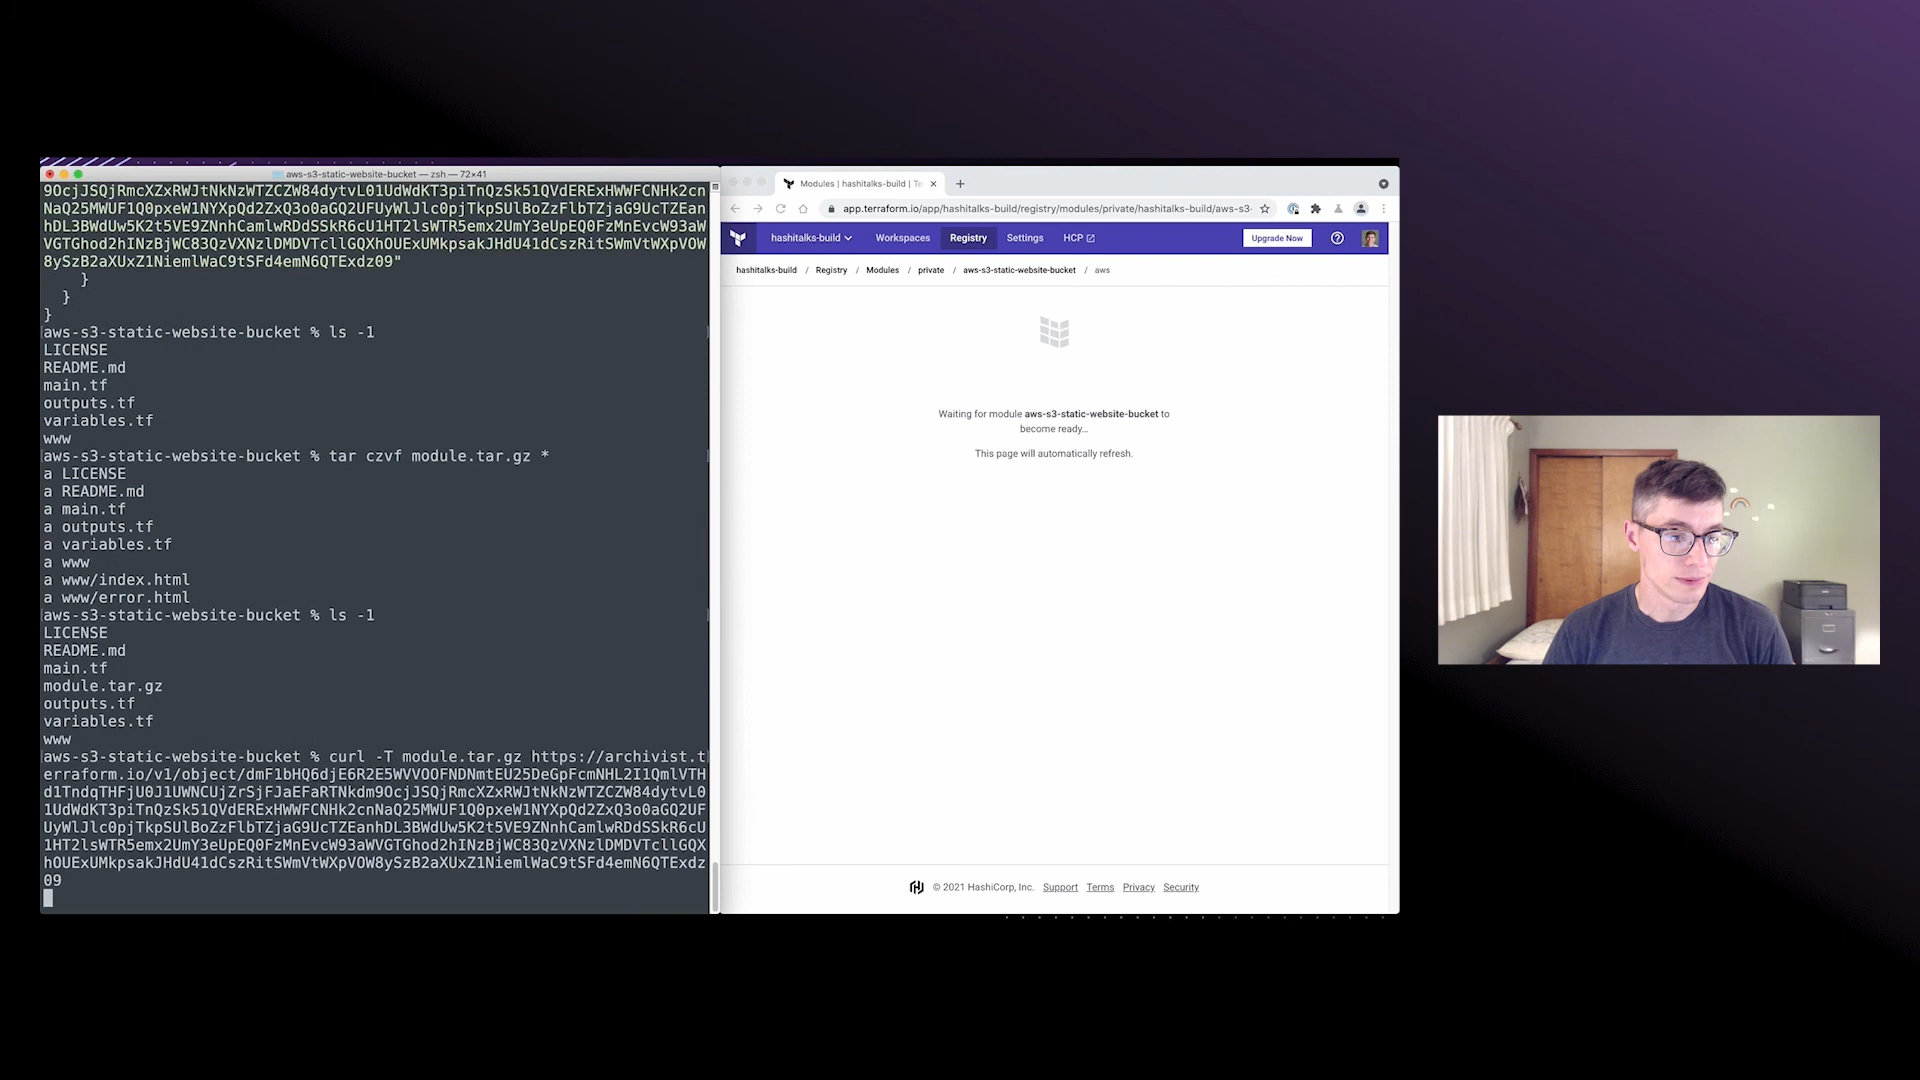 aws-s3-static-website-bucket — zsh — 72×41
9OcjJSQjRmcXZxRWJtNkNzWTZCZW84dytvL01UdWdKT3piTnQzSk51QVdERExHWWFCNHk2cn
NaQ25MWUF1Q0pxeW1NYXpQd2ZxQ3o0aGQ2UFUyWlJlc0pjTkpSUlBoZzFlbTZjaG9UcTZEan
hDL3BWdUw5K2t5VE9ZNnhCamlwRDdSSkR6cU1HT2lsWTR5emx2UmY3eUpEQ0FzMnEvcW93aW
VGTGhod2hINzBjWC83QzVXNzlDMDVTcllGQXhOUExUMkpsakJHdU41dCszRitSWmVtWXpVOW
8ySzB2aXUxZ1NiemlWaC9tSFd4emN6QTExdz09"
}
}
}
aws-s3-static-website-bucket % ls -1
LICENSE
README.md
main.tf
outputs.tf
variables.tf
www
aws-s3-static-website-bucket % tar czvf module.tar.gz *
a LICENSE
a README.md
a main.tf
a outputs.tf
a variables.tf
a www
a www/index.html
a www/error.html
aws-s3-static-website-bucket % ls -1
LICENSE
README.md
main.tf
module.tar.gz
outputs.tf
variables.tf
www
aws-s3-static-website-bucket % curl -T module.tar.gz https://archivist.t
erraform.io/v1/object/dmF1bHQ6djE6R2E5WVVOOFNDNmtEU25DeGpFcmNHL2I1QmlVTH
d1TndqTHFjU0J1UWNCUjZrSjFJaEFaRTNkdm9OcjJSQjRmcXZxRWJtNkNzWTZCZW84dytvL0
1UdWdKT3piTnQzSk51QVdERExHWWFCNHk2cnNaQ25MWUF1Q0pxeW1NYXpQd2ZxQ3o0aGQ2UF
UyWlJlc0pjTkpSUlBoZzFlbTZjaG9UcTZEanhDL3BWdUw5K2t5VE9ZNnhCamlwRDdSSkR6cU
1HT2lsWTR5emx2UmY3eUpEQ0FzMnEvcW93aWVGTGhod2hINzBjWC83QzVXNzlDMDVTcllGQX
hOUExUMkpsakJHdU41dCszRitSWmVtWXpVOW8ySzB2aXUxZ1NiemlWaC9tSFd4emN6QTExdz
09
Modules | hashitalks-build | Te
app.terraform.io/app/hashitalks-build/registry/modules/private/hashitalks-build/aws-s3-
hashitalks-build Workspaces Registry Settings HCP Upgrade Now
hashitalks-build / Registry / Modules / private / aws-s3-static-website-bucket / aws
Waiting for module aws-s3-static-website-bucket to
become ready...
This page will automatically refresh.
© 2021 HashiCorp, Inc. Support Terms Privacy Security